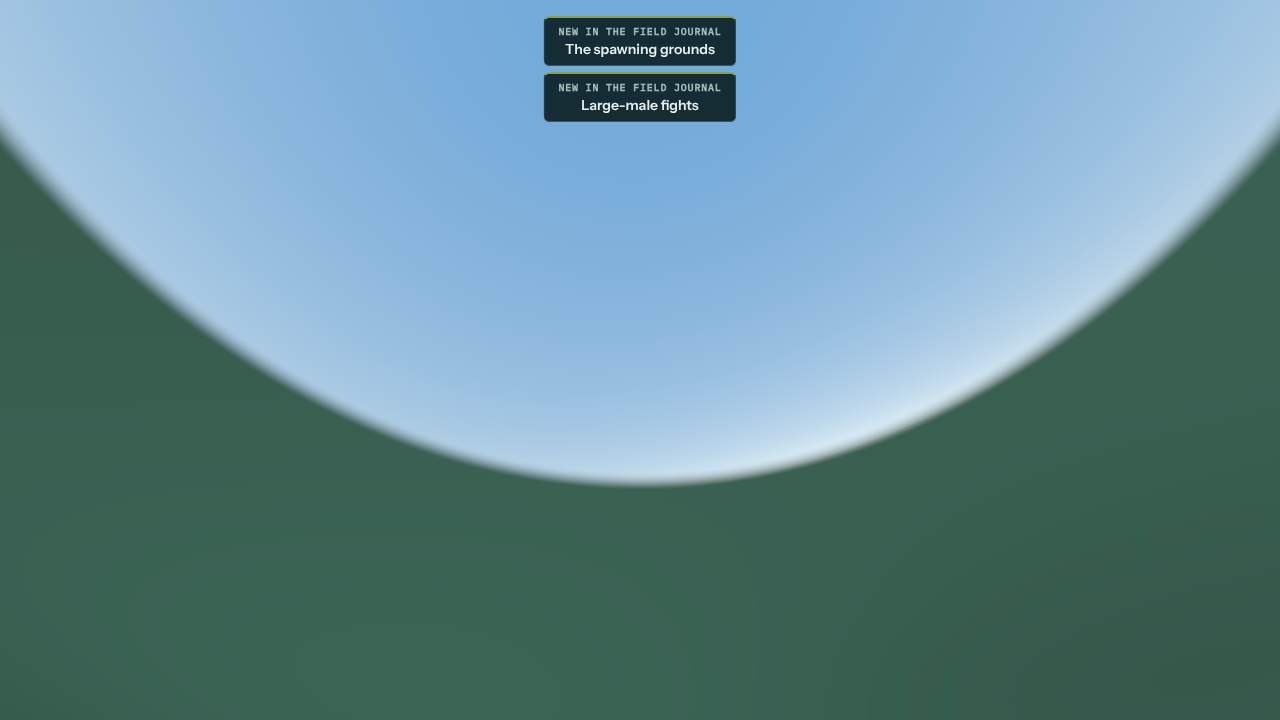 NEW IN THE FIELD JOURNAL
The spawning grounds
NEW IN THE FIELD JOURNAL
Large-male fights